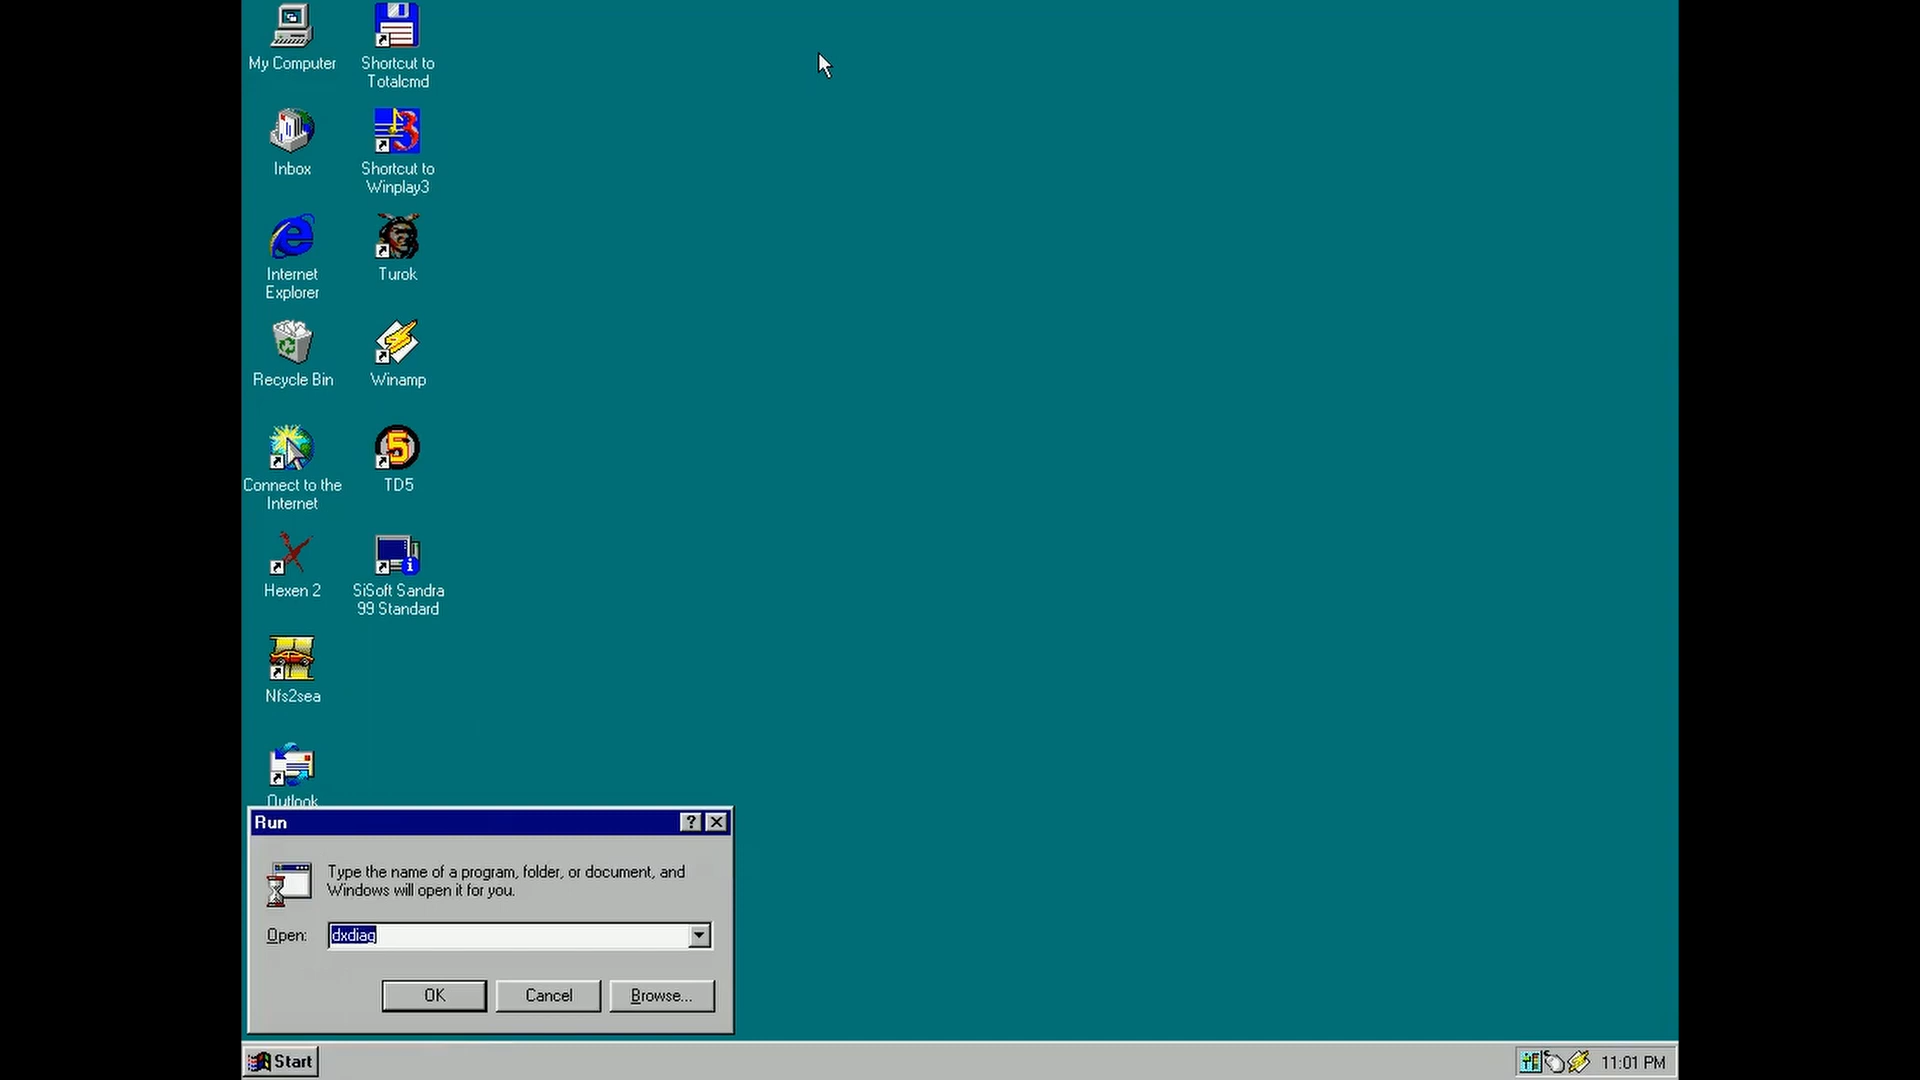 My Computer
Shortcut to
Totalcmd
Inbox
Shortcut to
Winplay3
3
Internet
Explorer
Turok
Recycle Bin
Winamp
Connect to the
Internet
5
TD5
Hexen 2
SiSoft Sandra
99 Standard
Nfs2sea
Outlook
Run
Type the name of a program, folder, or document, and
Windows will open it for you.
Open:
dxdiag
OK
Cancel
Browse...
Start
11:01 PM